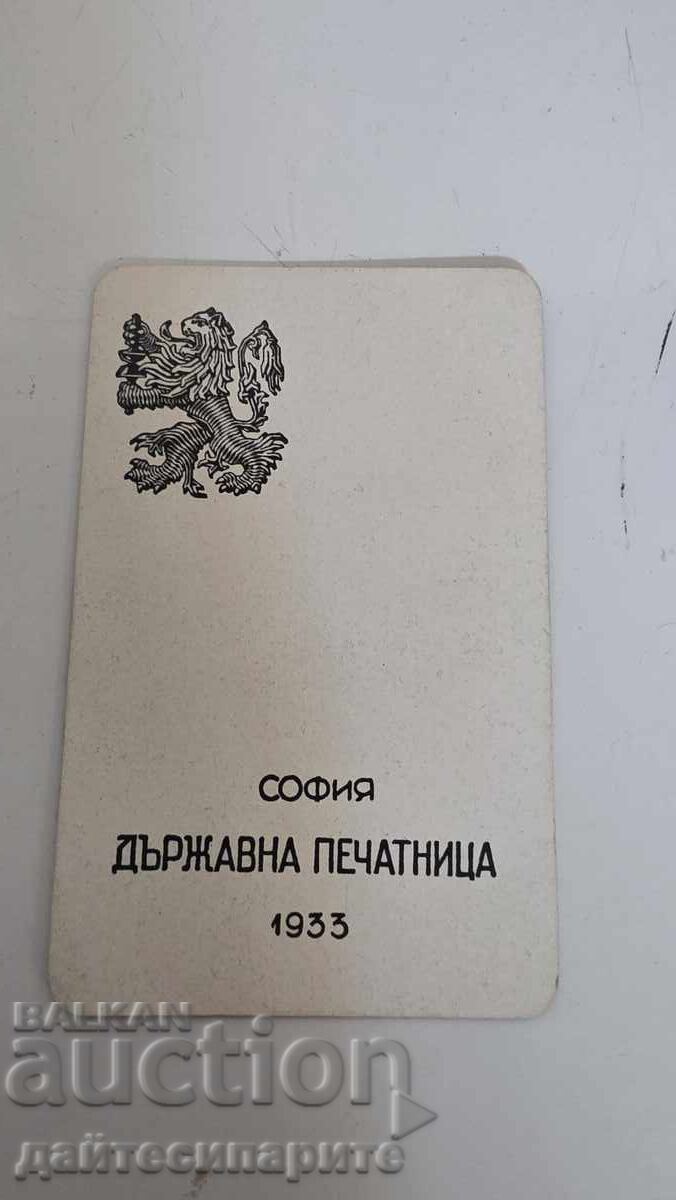 СОФИЯ
ДЪРЖАВНА ПЕЧАТНИЦА
1933
BALKAN
auction
дайтесипарите